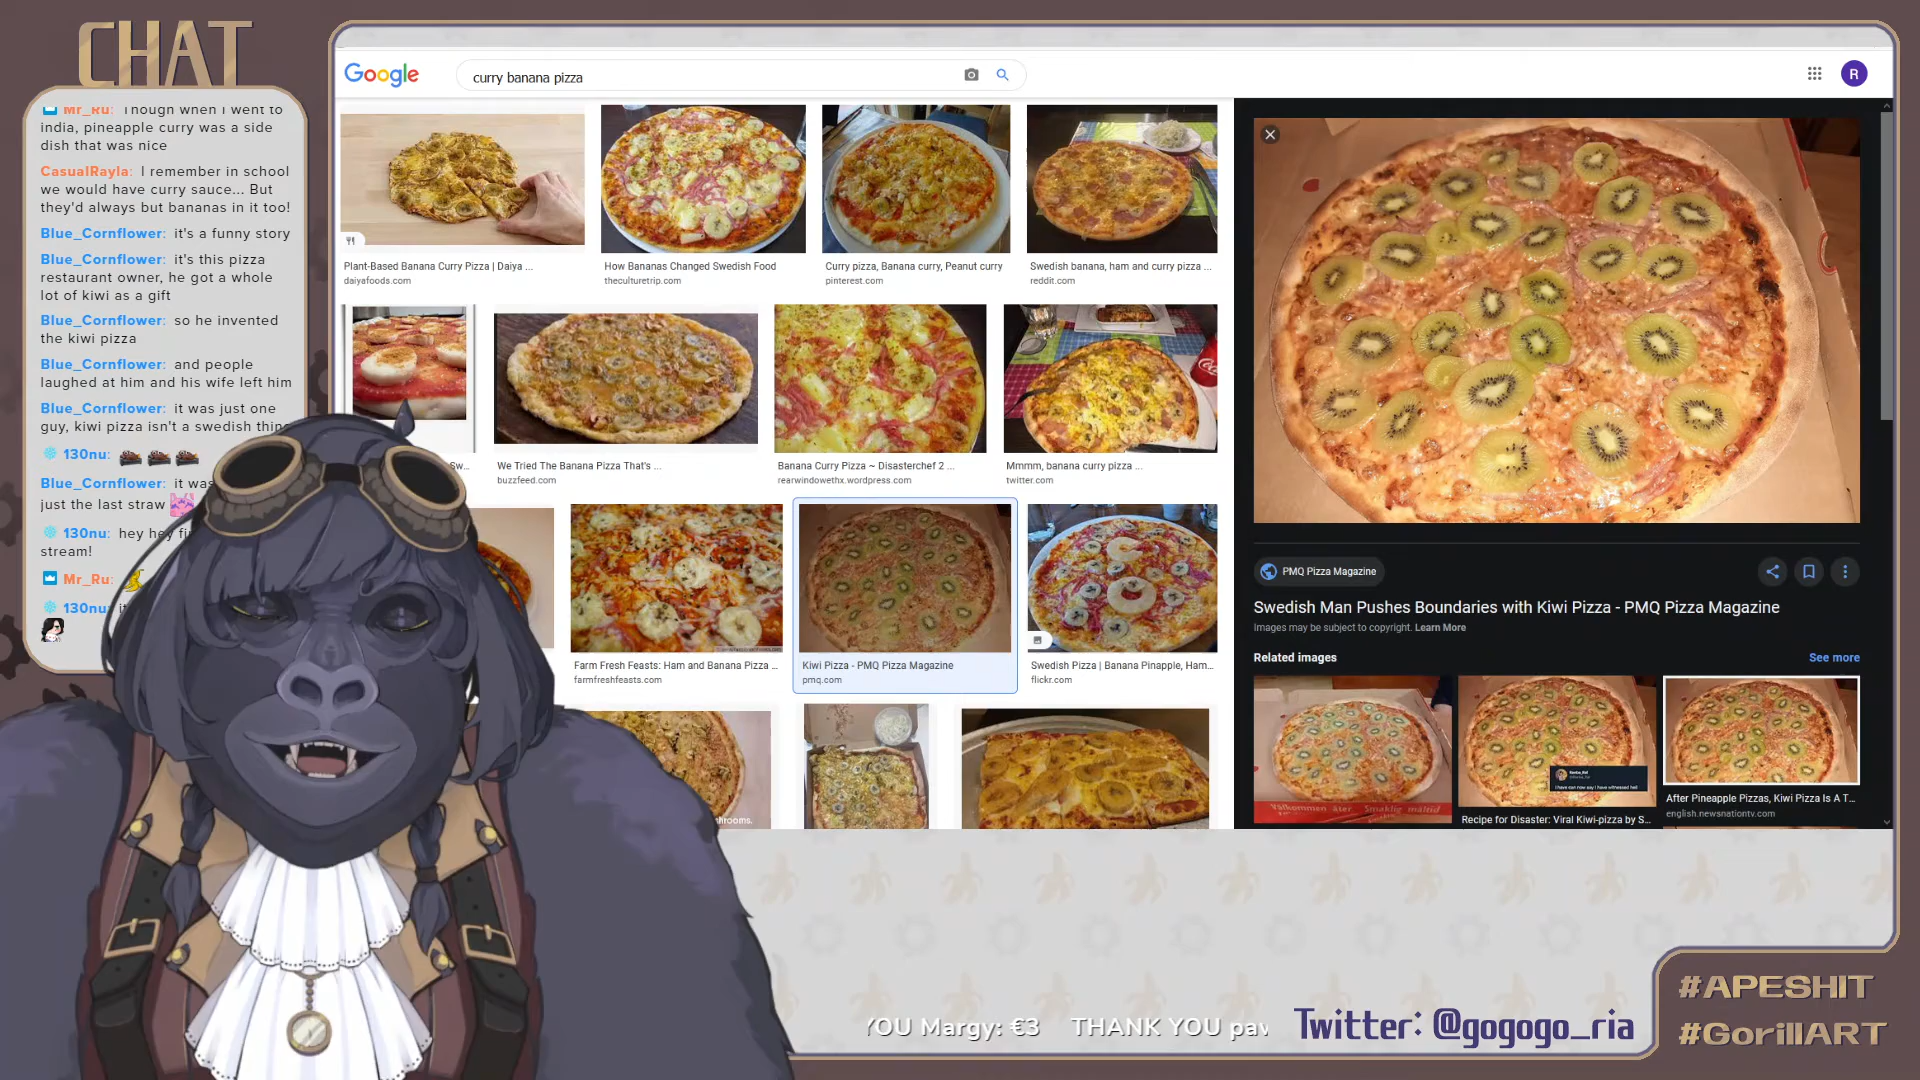 CHAT
Mr_Ru: Though when I went to
india, pineapple curry was a side
dish that was nice
CasualRayla: I remember in school
we would have curry sauce... But
they'd always but bananas in it too!
Blue_Cornflower: it's a funny story
Blue_Cornflower: it's this pizza
restaurant owner, he got a whole
lot of kiwi as a gift
Blue_Cornflower: so he invented
the kiwi pizza
Blue_Cornflower: and people
laughed at him and his wife left him
Blue_Cornflower: it was just one
guy, kiwi pizza isn't a swedish thing
130nu:
Blue_Cornflower: it was
just the last straw
130nu: hey hey
stream!
Mr_Ru:
130nu:
Google
curry banana pizza
R
Plant-Based Banana Curry Pizza | Daiya ...
daiyafoods.com
How Bananas Changed Swedish Food
theculturetrip.com
Curry pizza, Banana curry, Peanut curry
pinterest.com
Swedish banana, ham and curry pizza ...
reddit.com
Sw...
We Tried The Banana Pizza That's ...
buzzfeed.com
Banana Curry Pizza ~ Disasterchef 2 ...
rearwindowethx.wordpress.com
Mmmm, banana curry pizza ...
twitter.com
Farm Fresh Feasts: Ham and Banana Pizza ...
farmfreshfeasts.com
Kiwi Pizza - PMQ Pizza Magazine
pmq.com
Swedish Pizza | Banana Pinapple, Ham...
flickr.com
hrooms.
PMQ Pizza Magazine
Swedish Man Pushes Boundaries with Kiwi Pizza - PMQ Pizza Magazine
Images may be subject to copyright. Learn More
Related images
See more
Välkommen åter. Smaklig måltid
Recipe for Disaster: Viral Kiwi-pizza by S...
After Pineapple Pizzas, Kiwi Pizza Is A T...
english.newsnationtv.com
YOU Margy: €3 THANK YOU pav
Twitter: @gogogo_ria
#APESHIT
#GorillART